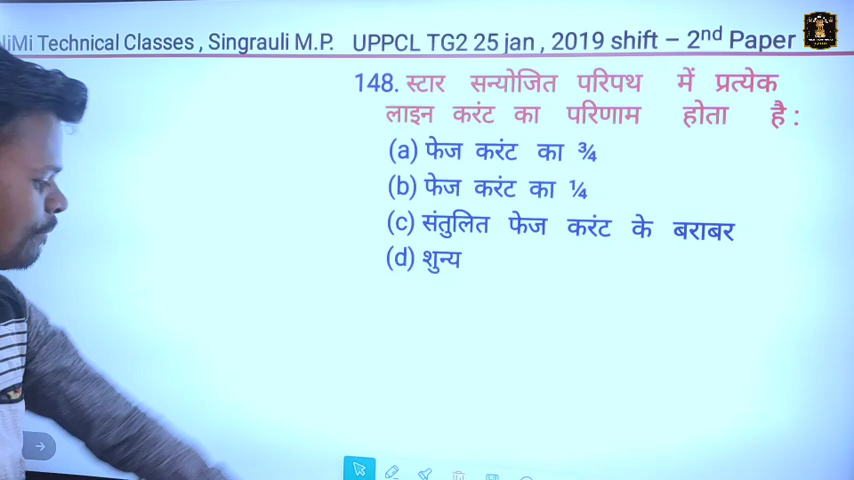 NiMi Technical Classes , Singrauli M.P. UPPCL TG2 25 jan , 2019 shift – 2nd Paper
148. स्टार सन्योजित परिपथ में प्रत्येक
लाइन करंट का परिणाम होता है :
(a) फेज करंट का ¾
(b) फेज करंट का ¼
(c) संतुलित फेज करंट के बराबर
(d) शुन्य